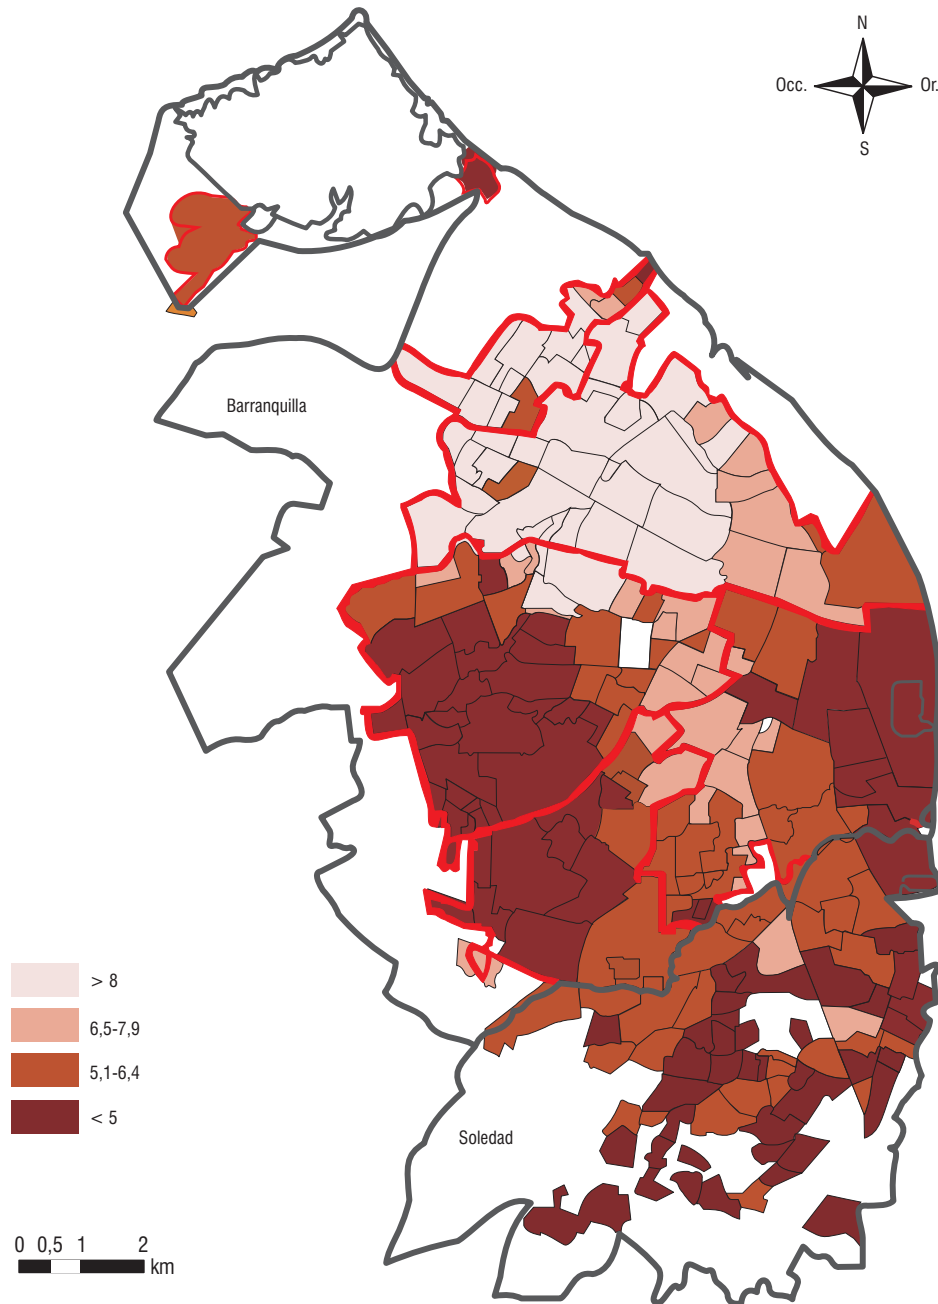 N
Occ. Or.
S
Barranquilla
> 8
6,5-7,9
5,1-6,4
< 5
Soledad
0 0,5 1 2
km